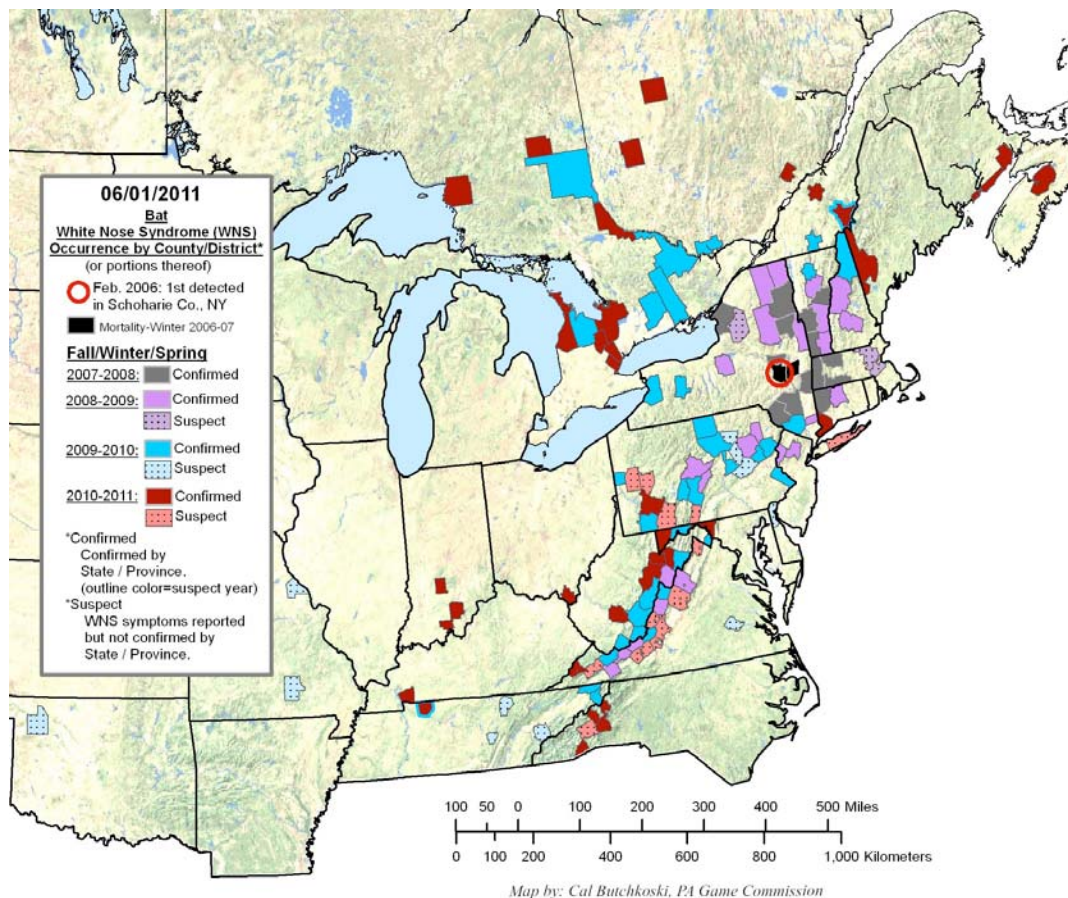 06/01/2011
Bat
White Nose Syndrome (WNS)
Occurrence by County/District*
(or portions thereof)
Feb. 2006: 1st detected
in Schoharie Co., NY
Mortality-Winter 2006-07
Fall/Winter/Spring
2007-2008: Confirmed
2008-2009: Confirmed
Suspect
2009-2010: Confirmed
Suspect
2010-2011: Confirmed
Suspect
*Confirmed
Confirmed by
State / Province.
(outline color=suspect year)
*Suspect
WNS symptoms reported
but not confirmed by
State / Province.
100 50 0 100 200 300 400 500 Miles
0 100 200 400 600 800 1,000 Kilometers
Map by: Cal Butchkoski, PA Game Commission